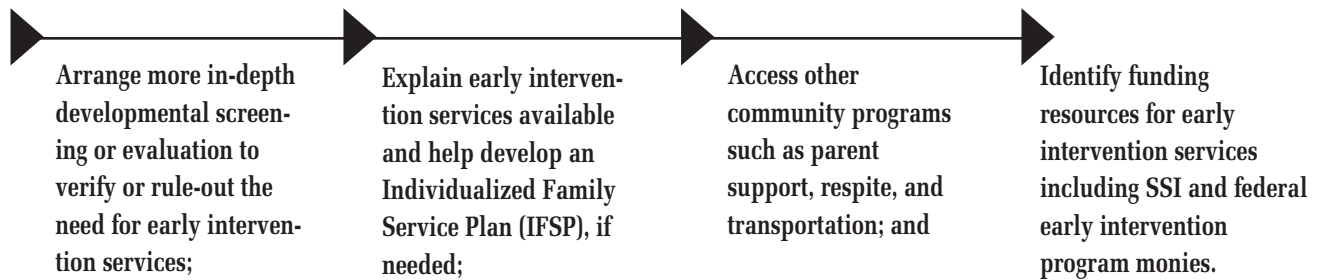 Arrange more in-depth
developmental screen-
ing or evaluation to
verify or rule-out the
need for early interven-
tion services;
Explain early interven-
tion services available
and help develop an
Individualized Family
Service Plan (IFSP), if
needed;
Access other
community programs
such as parent
support, respite, and
transportation; and
Identify funding
resources for early
intervention services
including SSI and federal
early intervention
program monies.